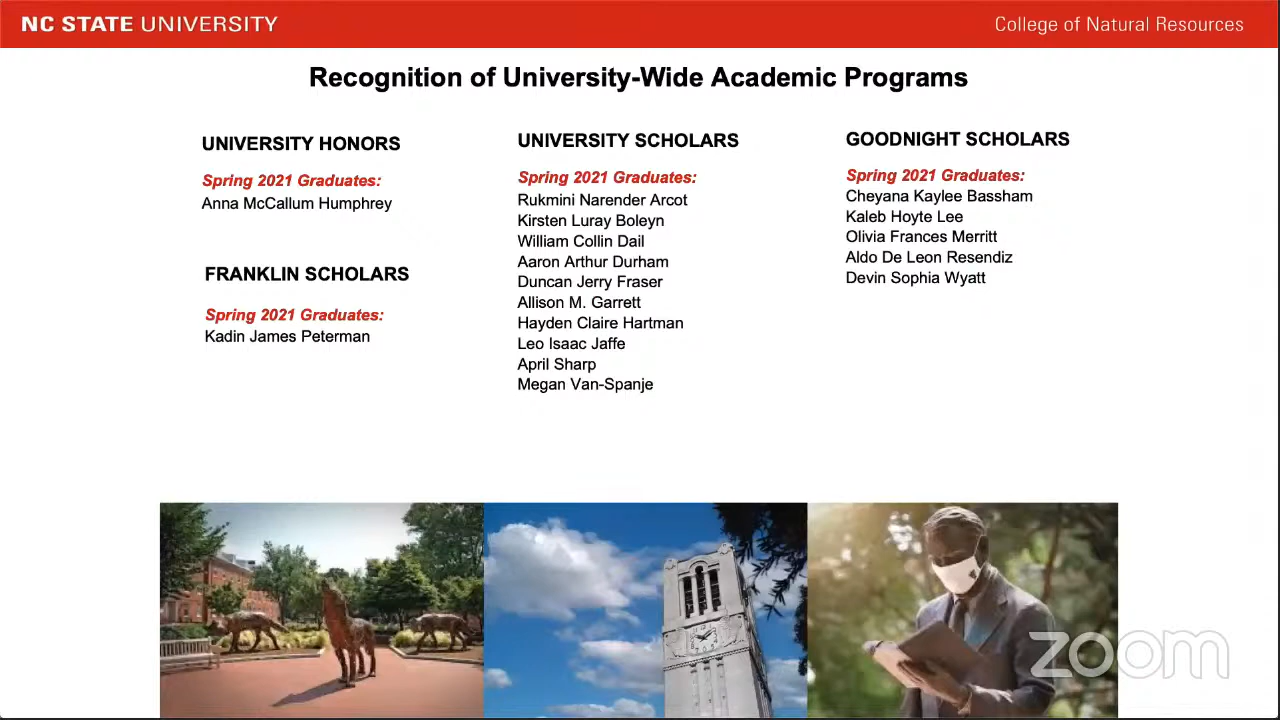 NC STATE UNIVERSITY
College of Natural Resources
Recognition of University-Wide Academic Programs
UNIVERSITY HONORS
Spring 2021 Graduates:
Anna McCallum Humphrey
FRANKLIN SCHOLARS
Spring 2021 Graduates:
Kadin James Peterman
UNIVERSITY SCHOLARS
Spring 2021 Graduates:
Rukmini Narender Arcot
Kirsten Luray Boleyn
William Collin Dail
Aaron Arthur Durham
Duncan Jerry Fraser
Allison M. Garrett
Hayden Claire Hartman
Leo Isaac Jaffe
April Sharp
Megan Van-Spanje
GOODNIGHT SCHOLARS
Spring 2021 Graduates:
Cheyana Kaylee Bassham
Kaleb Hoyte Lee
Olivia Frances Merritt
Aldo De Leon Resendiz
Devin Sophia Wyatt
zoom